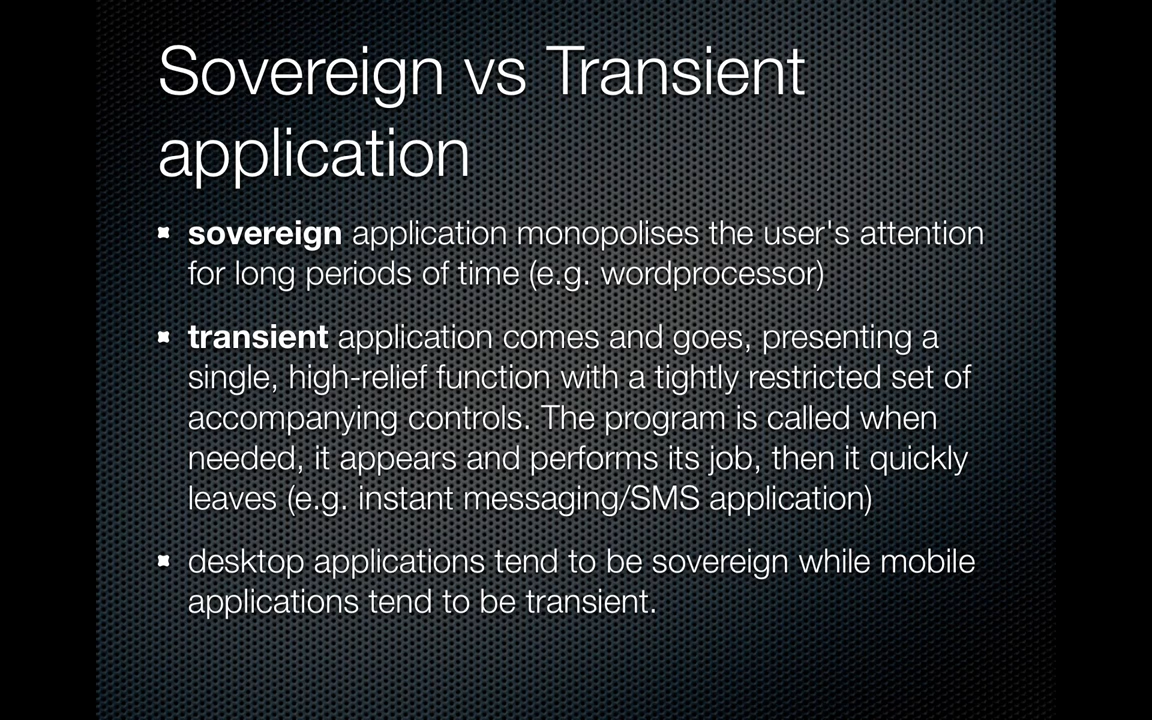 Sovereign vs Transient
application
sovereign application monopolises the user's attention
for long periods of time (e.g. wordprocessor)
transient application comes and goes, presenting a
single, high-relief function with a tightly restricted set of
accompanying controls. The program is called when
needed, it appears and performs its job, then it quickly
leaves (e.g. instant messaging/SMS application)
desktop applications tend to be sovereign while mobile
applications tend to be transient.